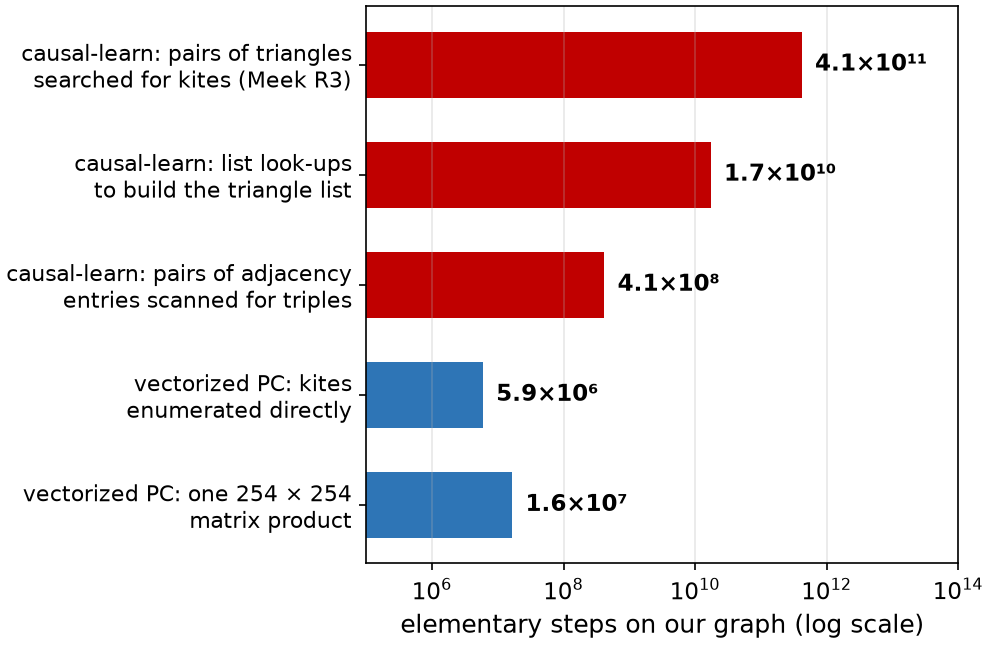 causal-learn: pairs of triangles
searched for kites (Meek R3)
4.1×10¹¹
causal-learn: list look-ups
to build the triangle list
1.7×10¹⁰
causal-learn: pairs of adjacency
entries scanned for triples
4.1×10⁸
vectorized PC: kites
enumerated directly
5.9×10⁶
vectorized PC: one 254 × 254
matrix product
1.6×10⁷
10⁶ 10⁸ 10¹⁰ 10¹² 10¹⁴
elementary steps on our graph (log scale)